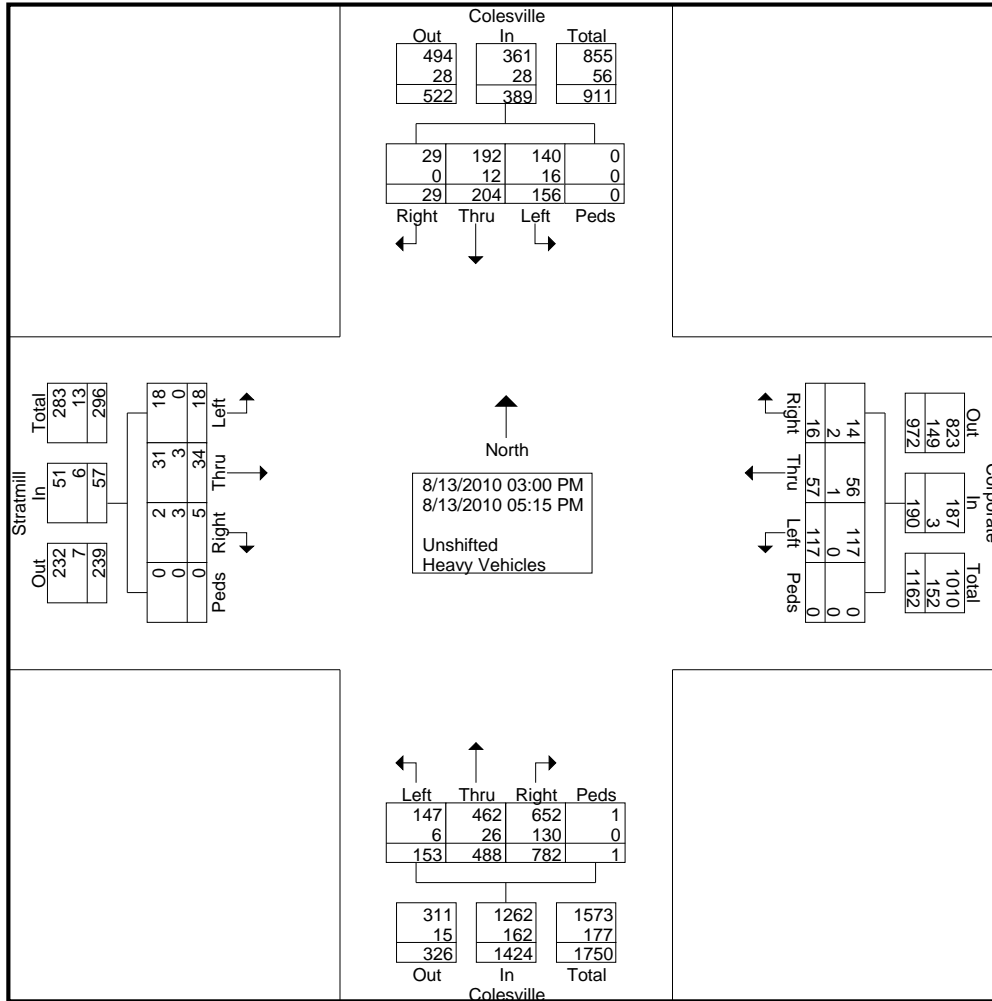 Colesville
Out In Total
494 361 855
28 28 56
522 389 911
29 192 140 0
0 12 16 0
29 204 156 0
Right Thru Left Peds
Stratmill
Total In Out
283 51 232
13 6 7
296 57 239
18 31 2 0
0 3 3 0
18 34 5 0
Left Thru Right Peds
North
8/13/2010 03:00 PM
8/13/2010 05:15 PM
Unshifted
Heavy Vehicles
Corporate
Out In Total
823 187 1010
149 3 152
972 190 1162
14 56 117 0
2 1 0 0
16 57 117 0
Right Thru Left Peds
Left Thru Right Peds
147 462 652 1
6 26 130 0
153 488 782 1
311 1262 1573
15 162 177
326 1424 1750
Out In Total
Colesville